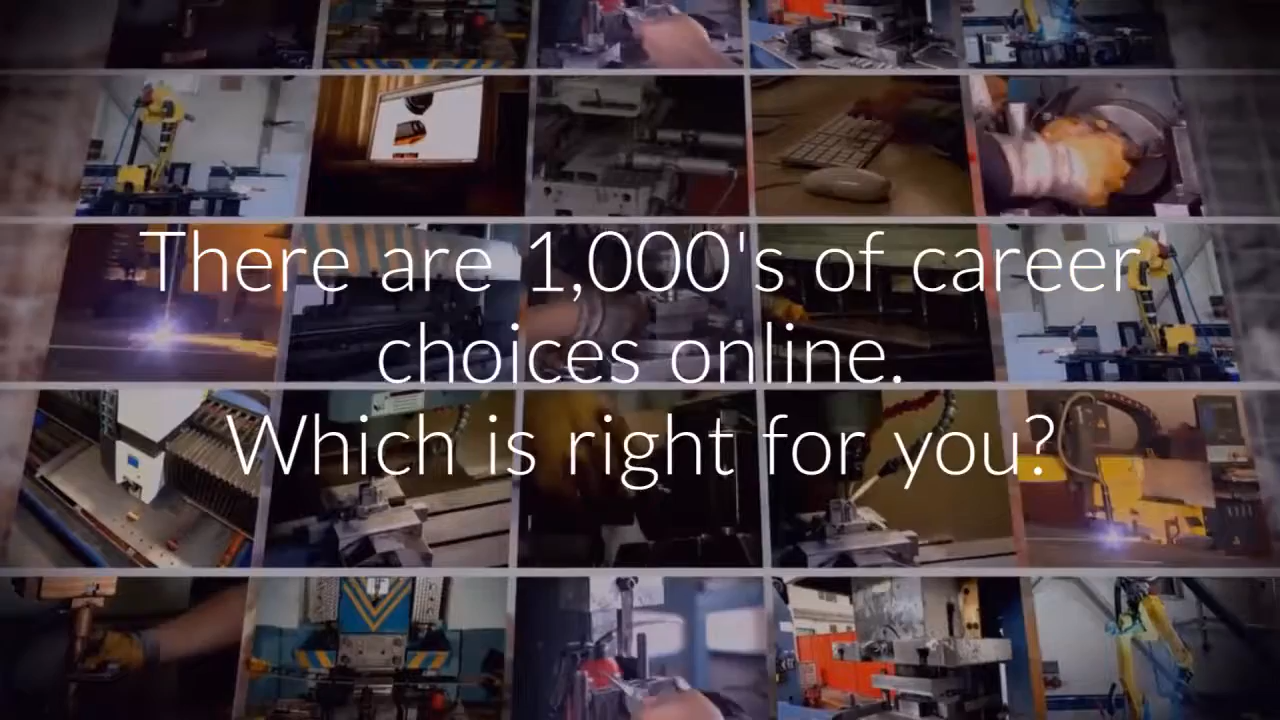 There are 1,000's of career
choices online.
Which is right for you?